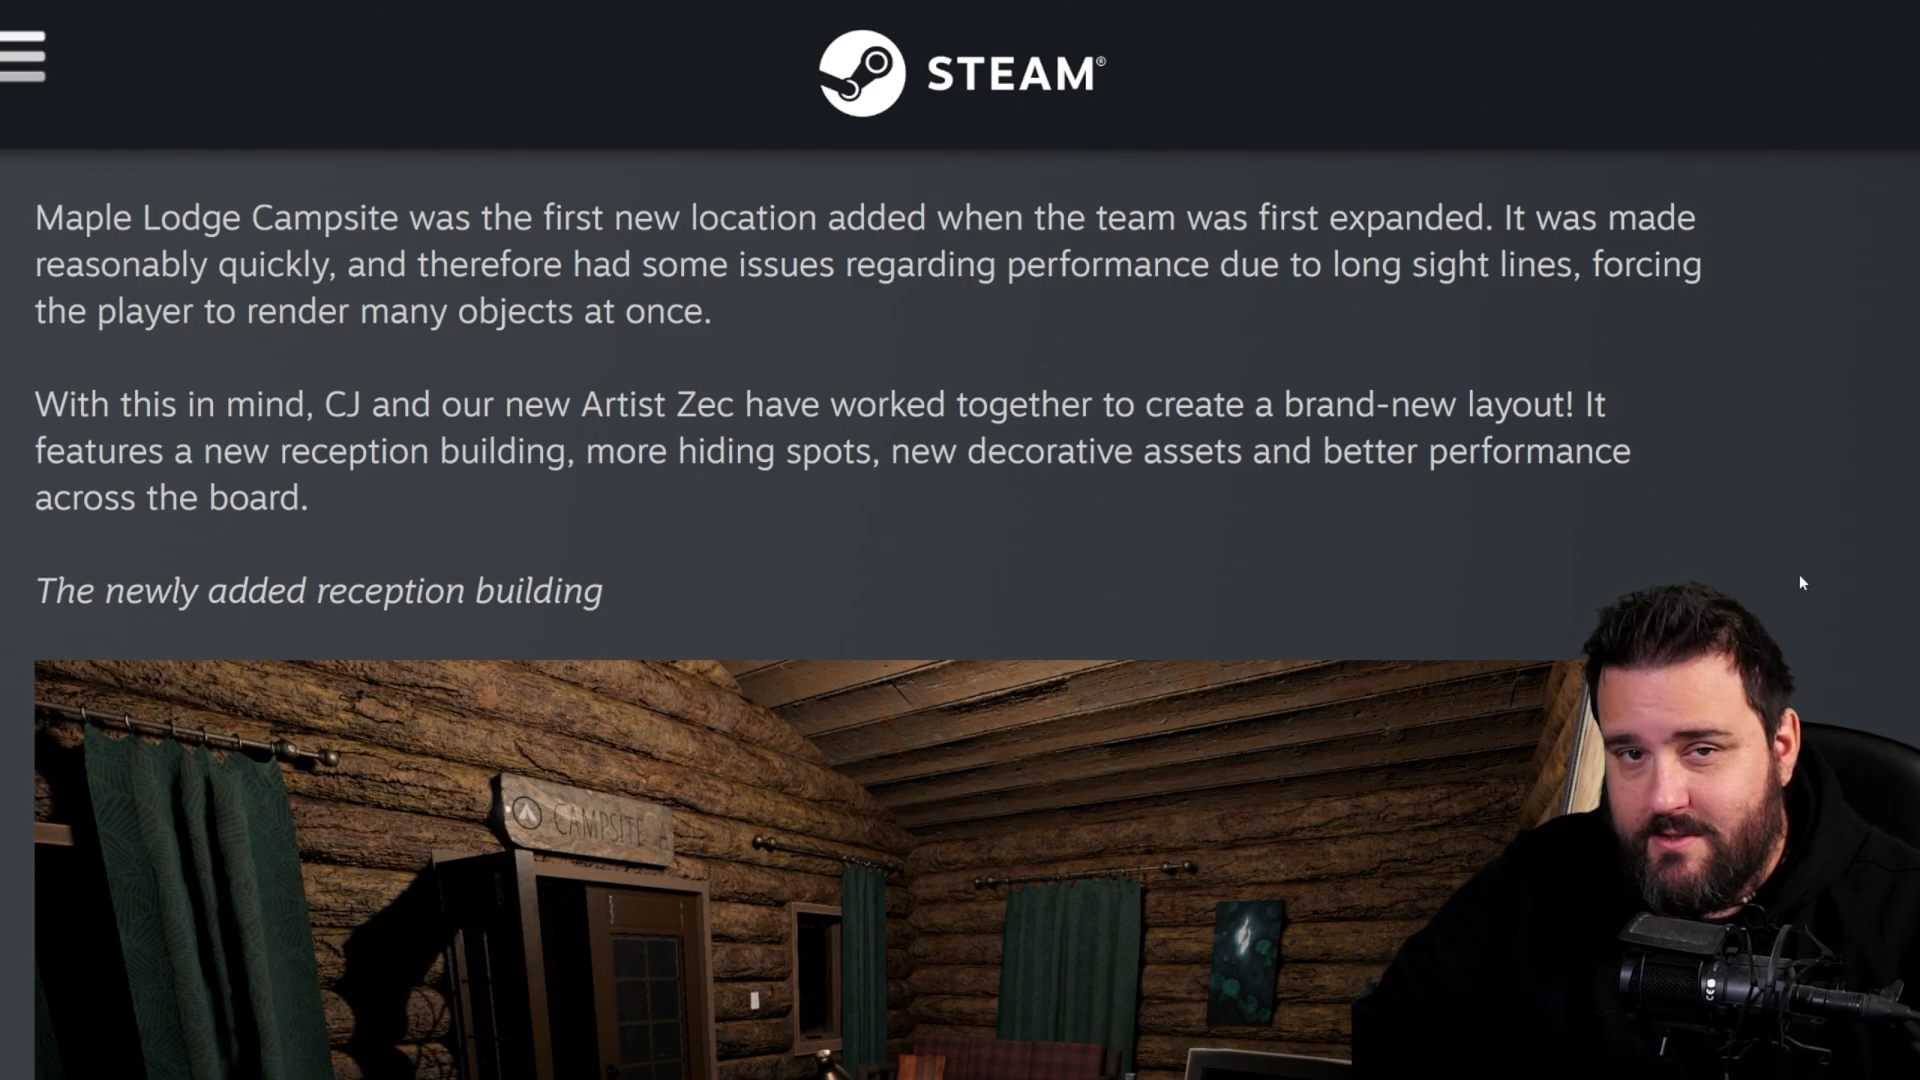 STEAM®
Maple Lodge Campsite was the first new location added when the team was first expanded. It was made
reasonably quickly, and therefore had some issues regarding performance due to long sight lines, forcing
the player to render many objects at once.
With this in mind, CJ and our new Artist Zec have worked together to create a brand-new layout! It
features a new reception building, more hiding spots, new decorative assets and better performance
across the board.
The newly added reception building
CAMPSITE A